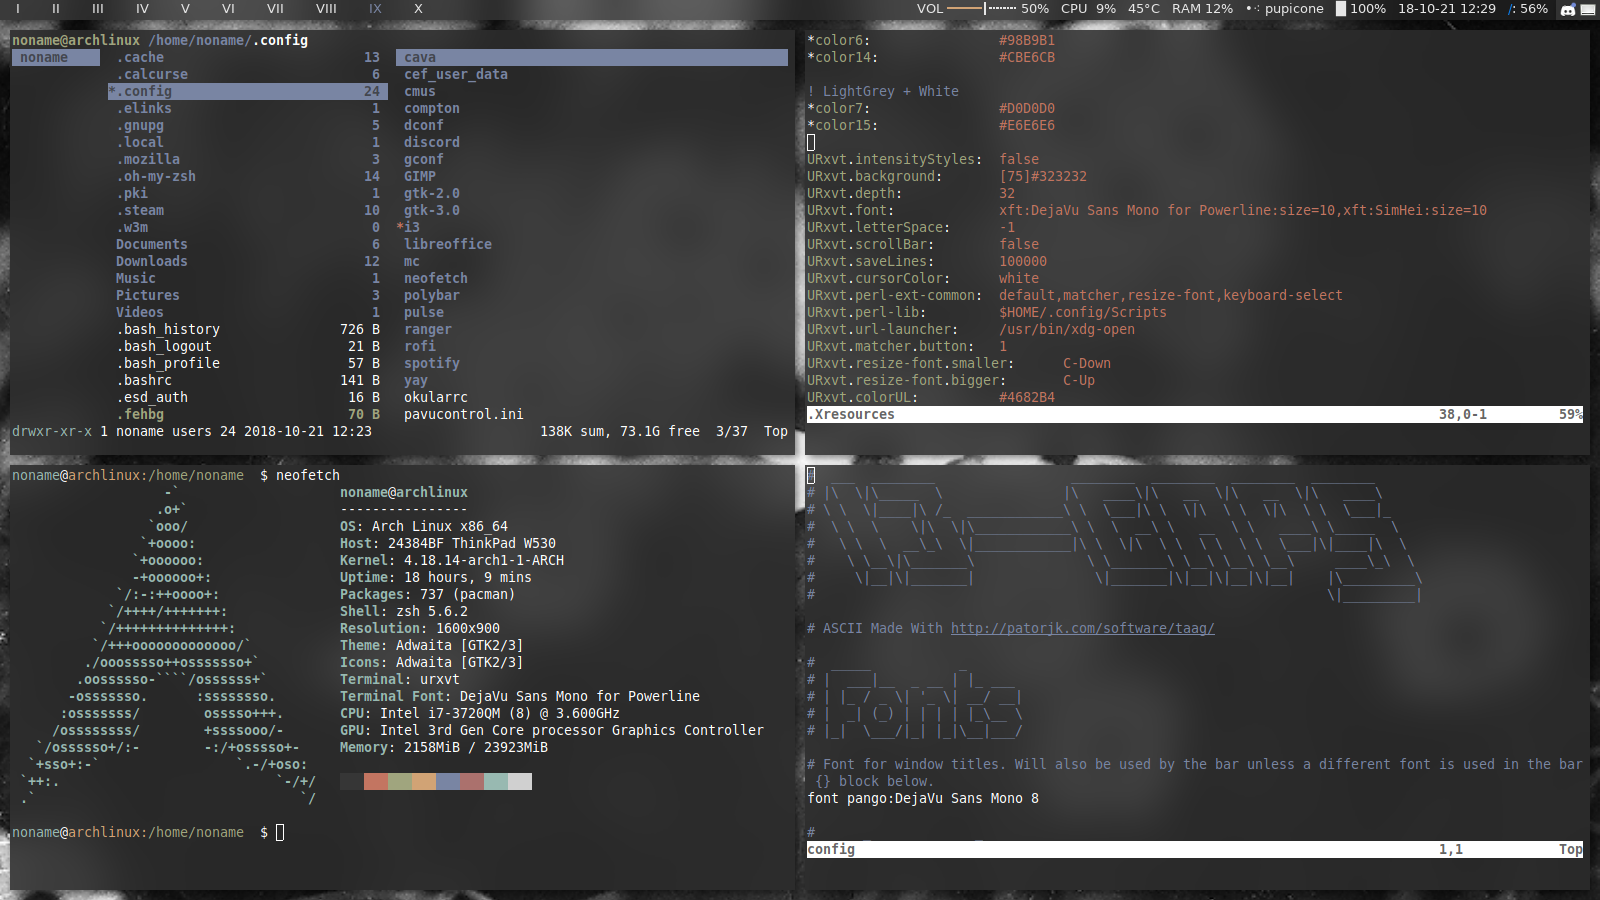 I II III IV V VI VII VIII IX X VOL 50% CPU 9% 45°C RAM 12% pupicone 100% 18-10-21 12:29 /: 56%
noname@archlinux /home/noname/.config
noname .cache 13 cava
.calcurse 6 cef_user_data
*.config 24 cmus
.elinks 1 compton
.gnupg 5 dconf
.local 1 discord
.mozilla 3 gconf
.oh-my-zsh 14 GIMP
.pki 1 gtk-2.0
.steam 10 gtk-3.0
.w3m 0 *i3
Documents 6 libreoffice
Downloads 12 mc
Music 1 neofetch
Pictures 3 polybar
Videos 1 pulse
.bash_history 726 B ranger
.bash_logout 21 B rofi
.bash_profile 57 B spotify
.bashrc 141 B yay
.esd_auth 16 B okularrc
.fehbg 70 B pavucontrol.ini
drwxr-xr-x 1 noname users 24 2018-10-21 12:23 138K sum, 73.1G free 3/37 Top
*color6: #98B9B1
*color14: #CBE6CB
! LightGrey + White
*color7: #D0D0D0
*color15: #E6E6E6
URxvt.intensityStyles: false
URxvt.background: [75]#323232
URxvt.depth: 32
URxvt.font: xft:DejaVu Sans Mono for Powerline:size=10,xft:SimHei:size=10
URxvt.letterSpace: -1
URxvt.scrollBar: false
URxvt.saveLines: 100000
URxvt.cursorColor: white
URxvt.perl-ext-common: default,matcher,resize-font,keyboard-select
URxvt.perl-lib: $HOME/.config/Scripts
URxvt.url-launcher: /usr/bin/xdg-open
URxvt.matcher.button: 1
URxvt.resize-font.smaller: C-Down
URxvt.resize-font.bigger: C-Up
URxvt.colorUL: #4682B4
.Xresources 38,0-1 59%
noname@archlinux:/home/noname $ neofetch
noname@archlinux
----------------
OS: Arch Linux x86_64
Host: 24384BF ThinkPad W530
Kernel: 4.18.14-arch1-1-ARCH
Uptime: 18 hours, 9 mins
Packages: 737 (pacman)
Shell: zsh 5.6.2
Resolution: 1600x900
Theme: Adwaita [GTK2/3]
Icons: Adwaita [GTK2/3]
Terminal: urxvt
Terminal Font: DejaVu Sans Mono for Powerline
CPU: Intel i7-3720QM (8) @ 3.600GHz
GPU: Intel 3rd Gen Core processor Graphics Controller
Memory: 2158MiB / 23923MiB
noname@archlinux:/home/noname $
# ASCII Made With http://patorjk.com/software/taag/
# Fonts
# Font for window titles. Will also be used by the bar unless a different font is used in the bar
{} block below.
font pango:DejaVu Sans Mono 8
#
config 1,1 Top